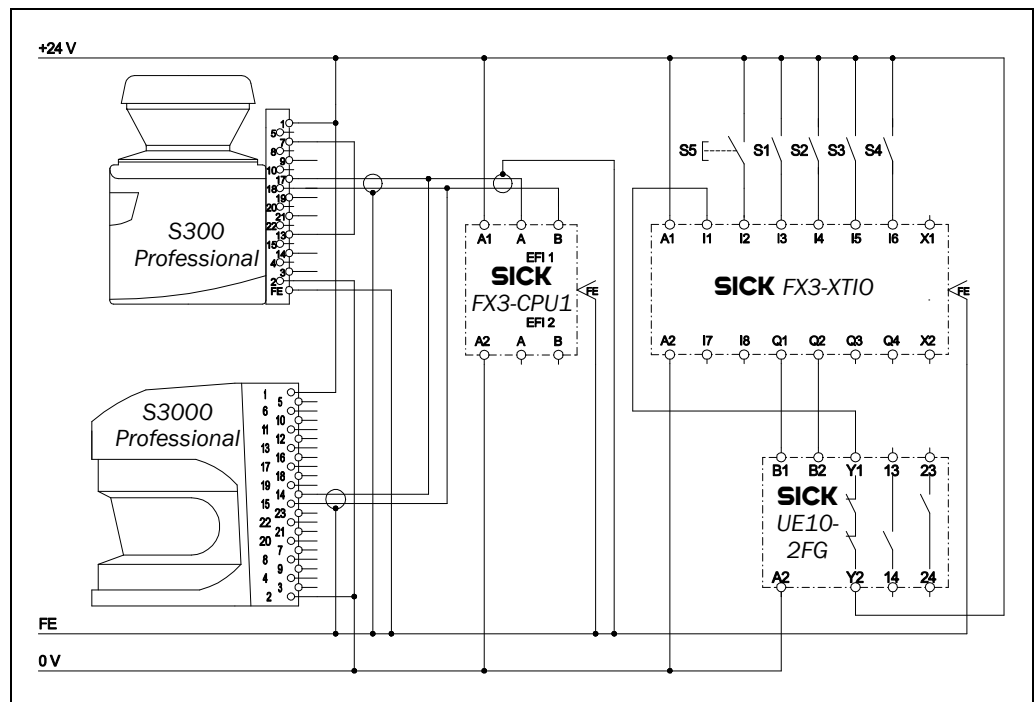 +24 V
1
5
7
8
9
10
17
18
19
20
21
22
13
15
14
4
3
2
FE
S300
Professional
S5
S1
S2
S3
S4
A1
A
B
EFI 1
SICK
FX3-CPU1
EFI 2
A2
A
B
FE
A1
I1
I2
I3
I4
I5
I6
X1
SICK FX3-XTIO
FE
A2
I7
I8
Q1
Q2
Q3
Q4
X2
S3000
Professional
1
5
6
10
11
12
13
16
17
18
19
14
15
23
22
21
20
7
8
9
4
3
2
B1
B2
Y1
13
23
SICK
UE10-
2FG
A2
Y2
14
24
FE
0 V